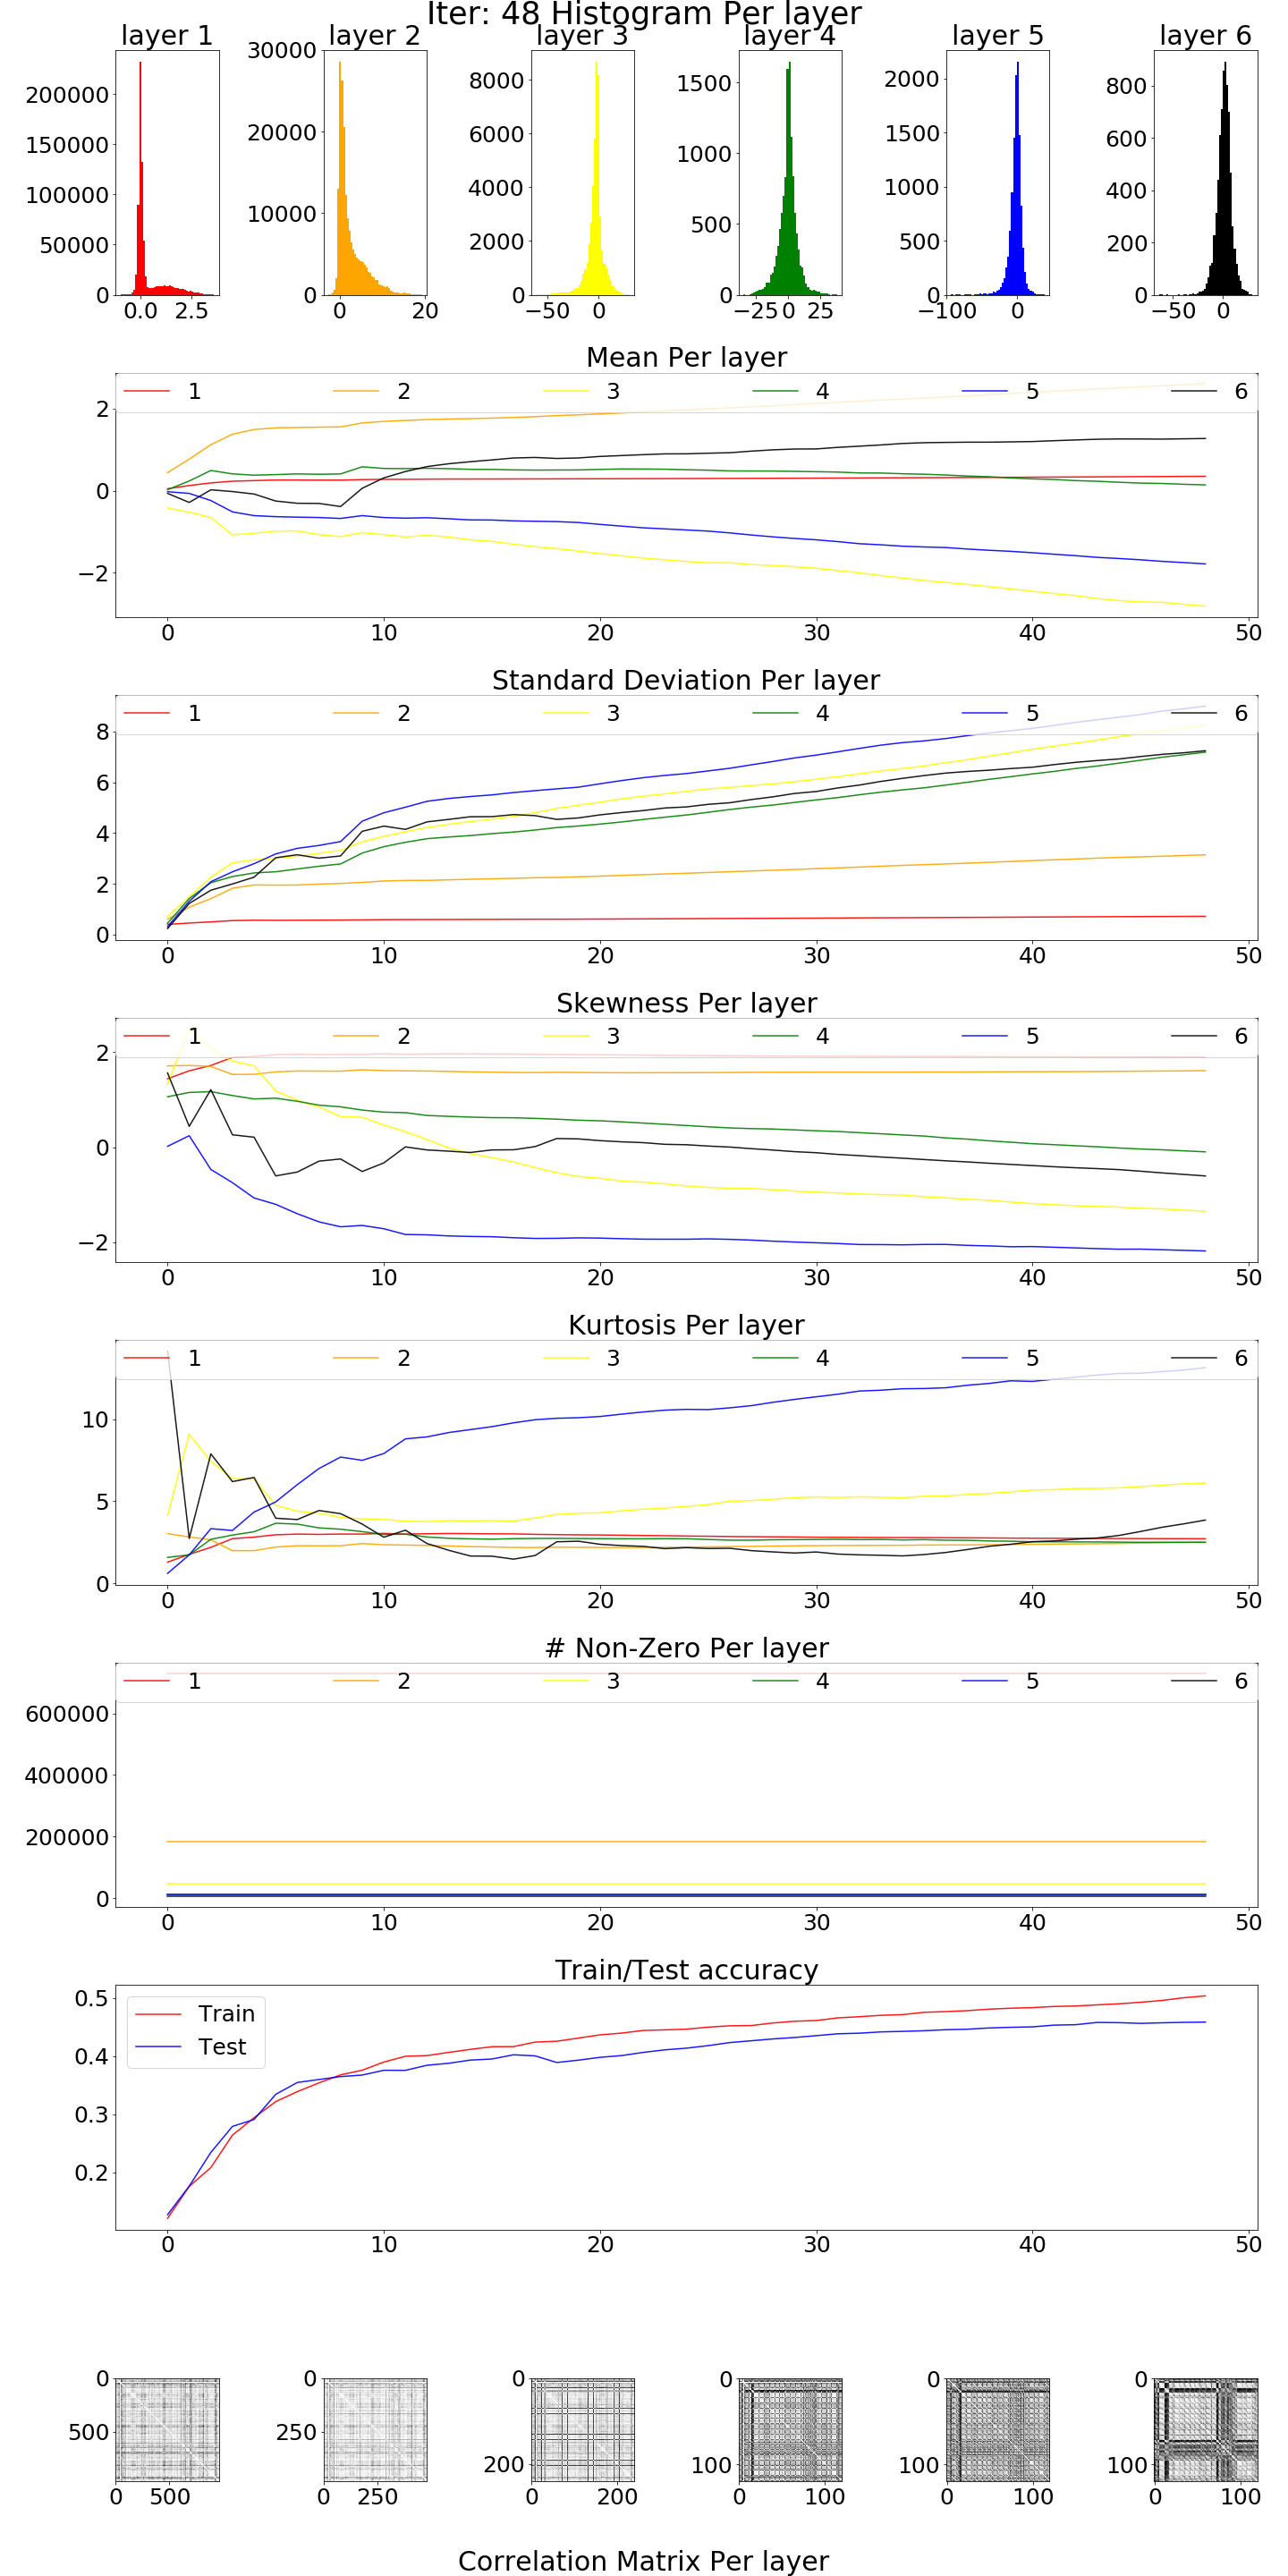 Iter: 48 Histogram Per layer
layer 1 layer 2 layer 3 layer 4 layer 5 layer 6
200000 150000 100000 50000 0
0.0 2.5
30000 20000 10000 0
0 20
8000 6000 4000 2000 0
−50 0
1500 1000 500 0
−25 0 25
2000 1500 1000 500 0
−100 0
800 600 400 200 0
−50 0
Mean Per layer
1 2 3 4 5 6
2
0
−2
0 10 20 30 40 50
Standard Deviation Per layer
1 2 3 4 5 6
8
6
4
2
0
0 10 20 30 40 50
Skewness Per layer
1 2 3 4 5 6
2
0
−2
0 10 20 30 40 50
Kurtosis Per layer
1 2 3 4 5 6
10
5
0
0 10 20 30 40 50
# Non-Zero Per layer
1 2 3 4 5 6
600000
400000
200000
0
0 10 20 30 40 50
Train/Test accuracy
0.5
Train
Test
0.4
0.3
0.2
0 10 20 30 40 50
0 500
0 500
0 250
0 250
0 200
0 200
0 100
0 100
0 100
0 100
0 100
0 100
Correlation Matrix Per layer